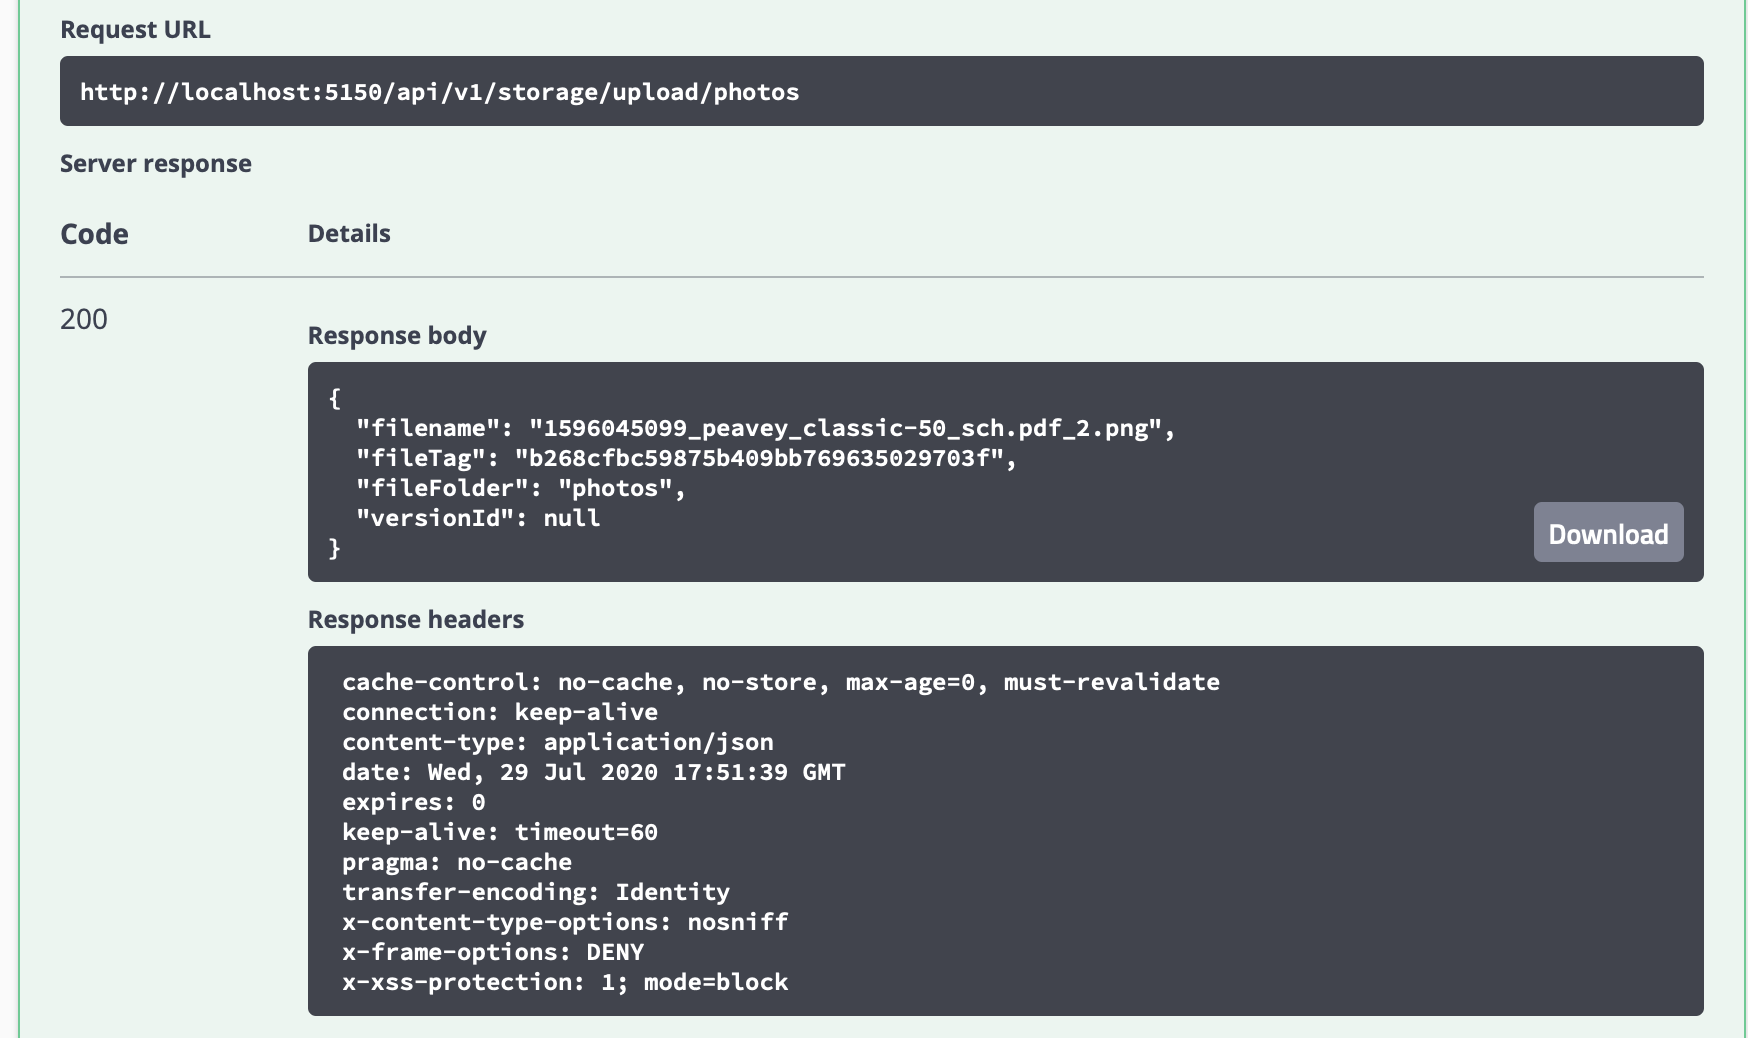 Request URL
http://localhost:5150/api/v1/storage/upload/photos
Server response
Code Details
200
Response body
{
  "filename": "1596045099_peavey_classic-50_sch.pdf_2.png",
  "fileTag": "b268cfbc59875b409bb769635029703f",
  "fileFolder": "photos",
  "versionId": null
}
Download
Response headers
cache-control: no-cache, no-store, max-age=0, must-revalidate
connection: keep-alive
content-type: application/json
date: Wed, 29 Jul 2020 17:51:39 GMT
expires: 0
keep-alive: timeout=60
pragma: no-cache
transfer-encoding: Identity
x-content-type-options: nosniff
x-frame-options: DENY
x-xss-protection: 1; mode=block